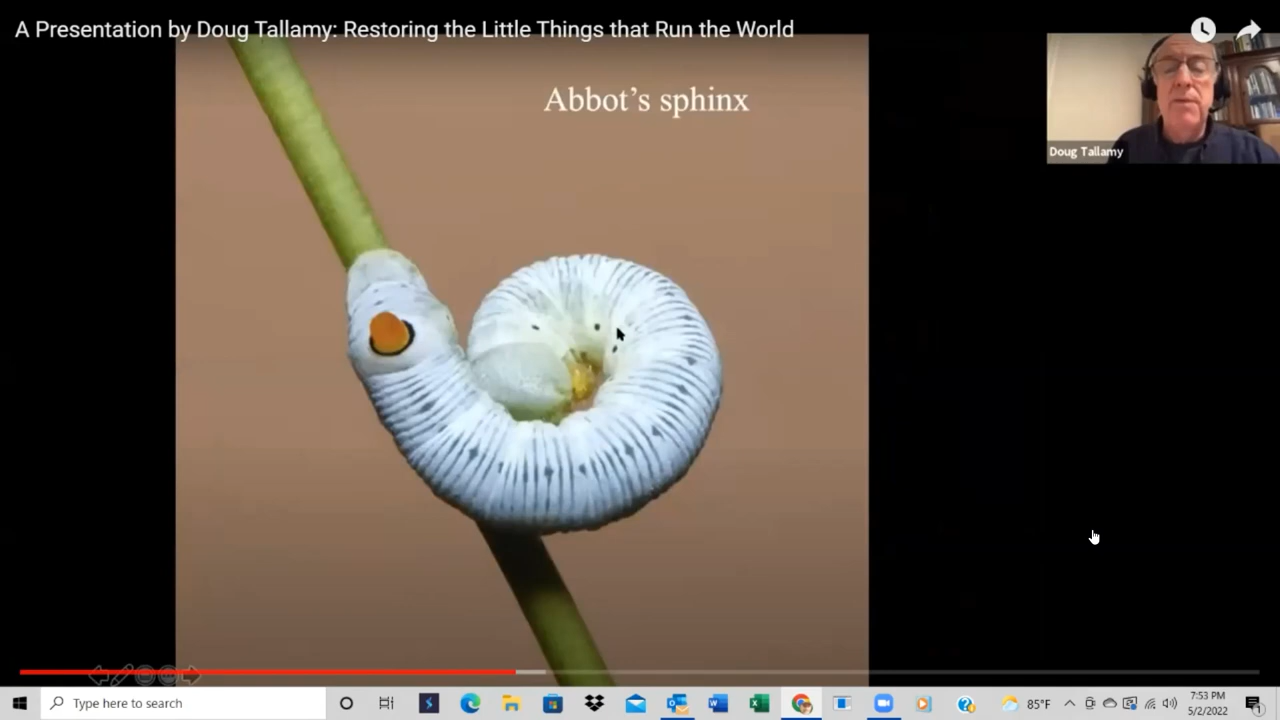 A Presentation by Doug Tallamy: Restoring the Little Things that Run the World
Abbot's sphinx
Doug Tallamy
Type here to search
85°F
7:53 PM
5/2/2022
1